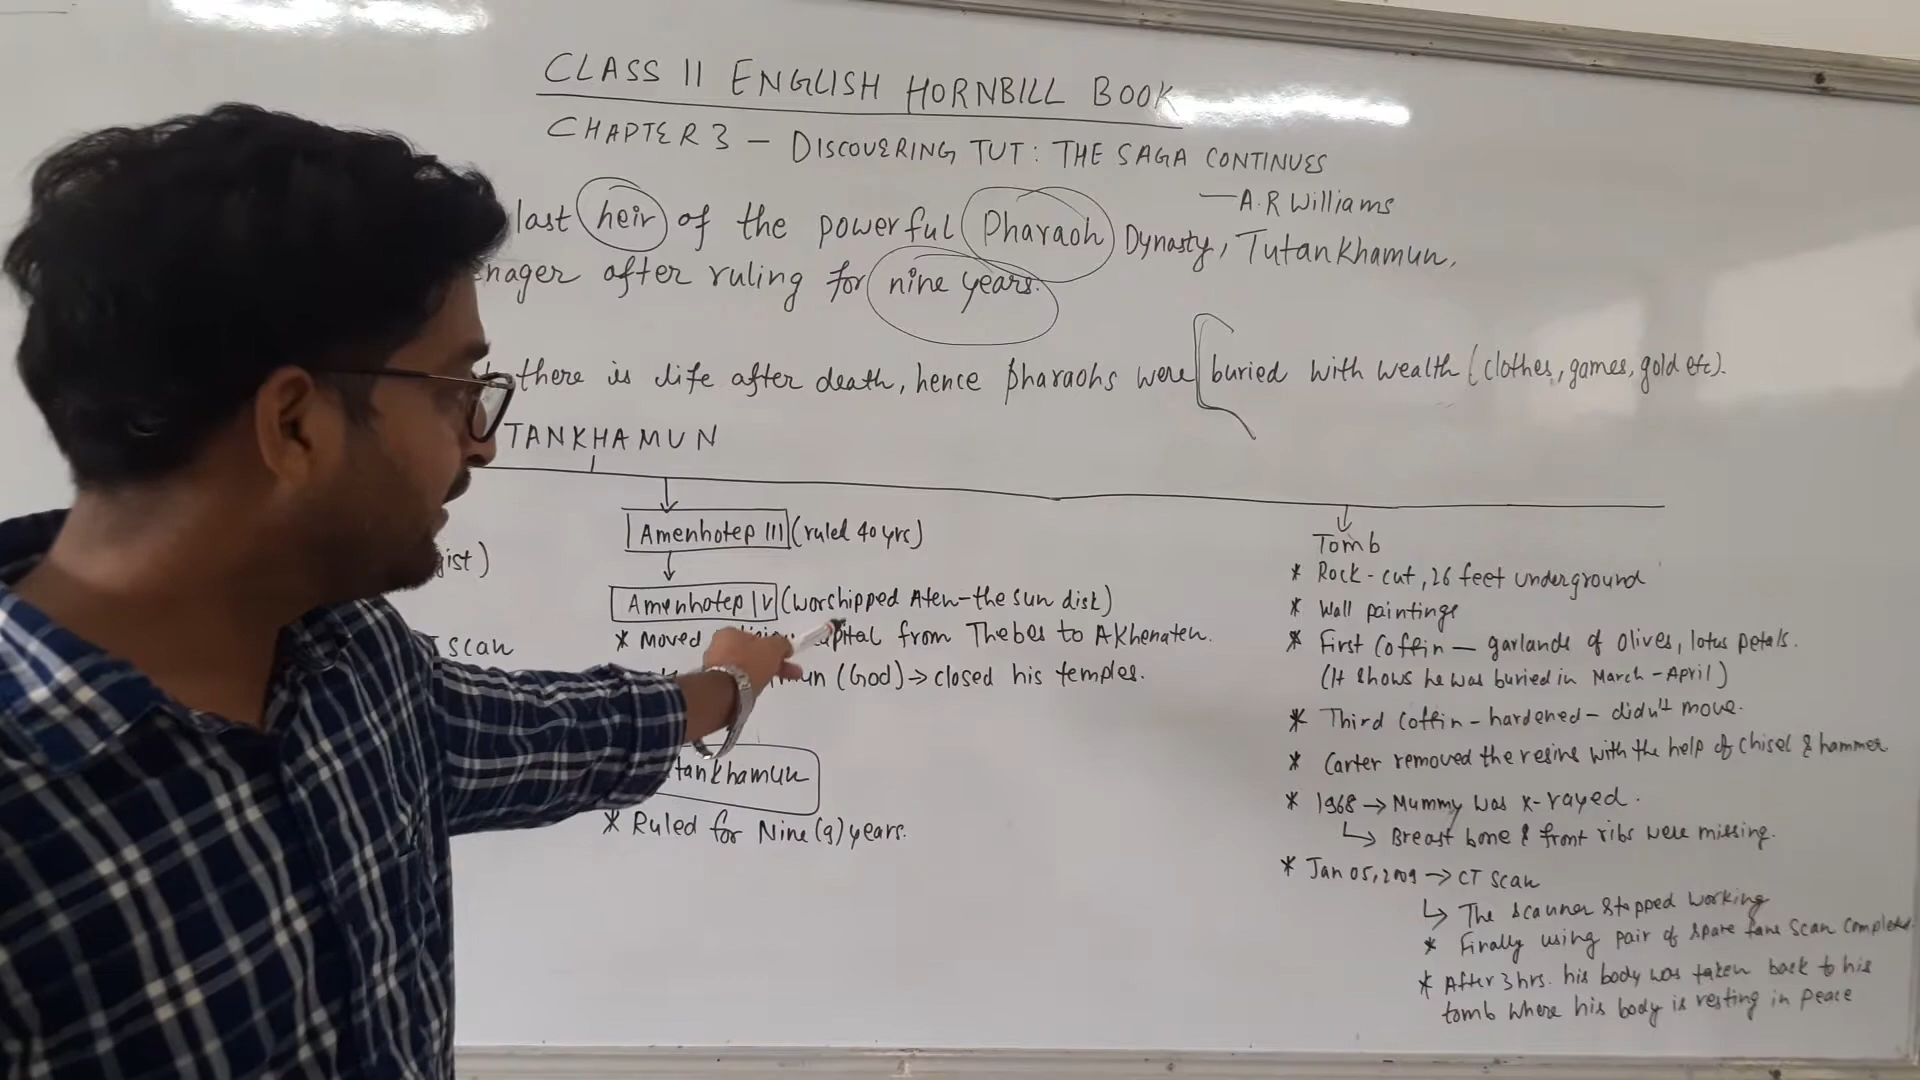 CLASS 11 ENGLISH HORNBILL BOOK
CHAPTER 3 — DISCOVERING TUT: THE SAGA CONTINUES
— A.R Williams
last heir of the powerful Pharaoh Dynasty, Tutankhamun,
enager after ruling for nine years.
there is life after death, hence pharaohs were buried with wealth (clothes, games, gold etc).
TANKHAMUN
Amenhotep III (ruled 40 yrs)
gist)
Amenhotep IV (worshipped Aten-the sun disk)
* Moved capital from Thebes to Akhenaten.
scan
mun (God) → closed his temples.
tankhamun
* Ruled for Nine (9) years.
Tomb
* Rock-cut, 26 feet underground
* Wall paintings
* First Coffin — garlands of olives, lotus petals.
(It shows he was buried in March - April)
* Third Coffin - hardened - didn't move.
* Carter removed the resins with the help of chisel & hammer
* 1968 → Mummy was x-rayed.
↳ Breast bone & front ribs were missing.
* Jan 05, 2009 → CT scan
↳ The scanner stopped working
* Finally using pair of spare fans scan completed.
* After 3 hrs. his body was taken back to his
tomb where his body is resting in peace